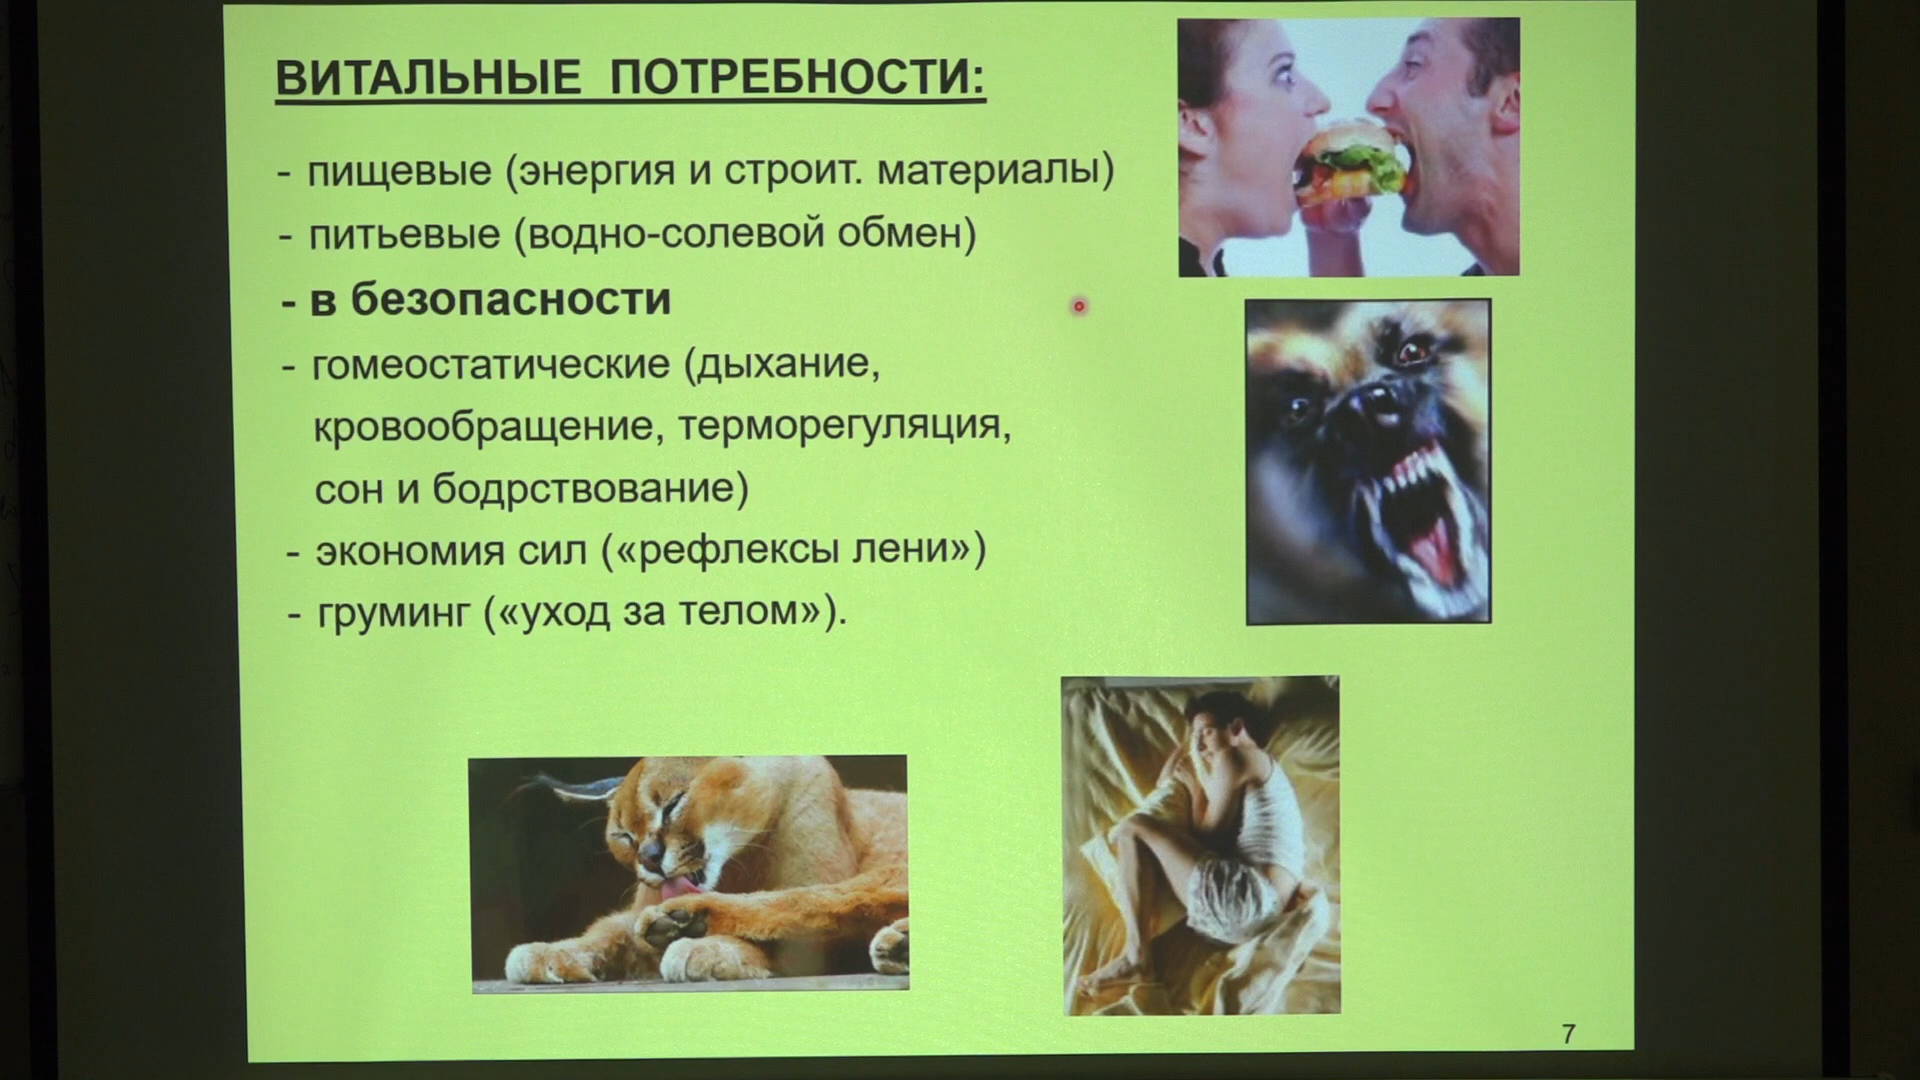 ВИТАЛЬНЫЕ ПОТРЕБНОСТИ:
- пищевые (энергия и строит. материалы)
- питьевые (водно-солевой обмен)
- в безопасности
- гомеостатические (дыхание,
кровообращение, терморегуляция,
сон и бодрствование)
- экономия сил («рефлексы лени»)
- груминг («уход за телом»).
7